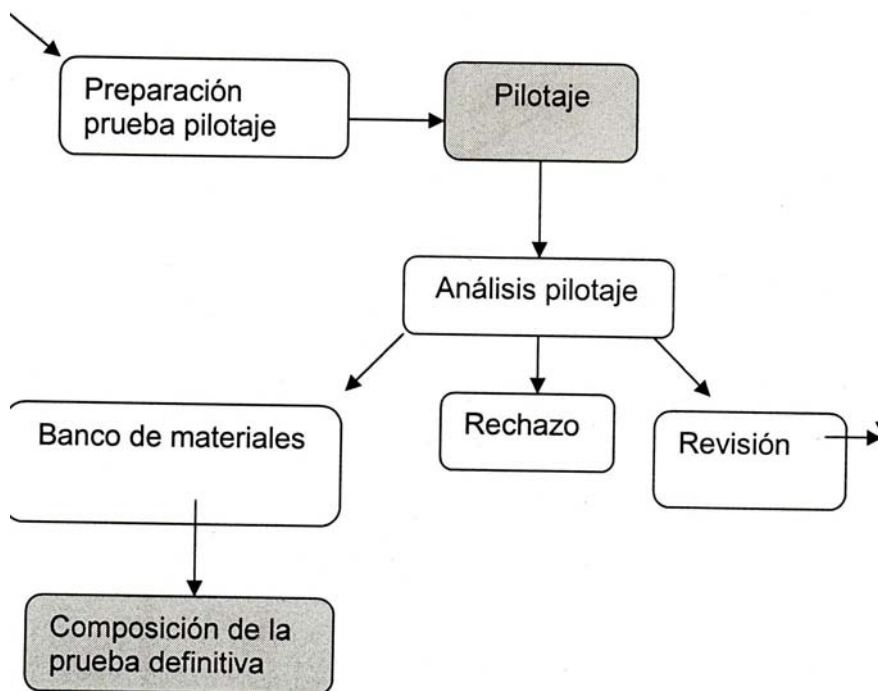 Preparación
prueba pilotaje
Pilotaje
Análisis pilotaje
Banco de materiales
Rechazo
Revisión
Composición de la
prueba definitiva